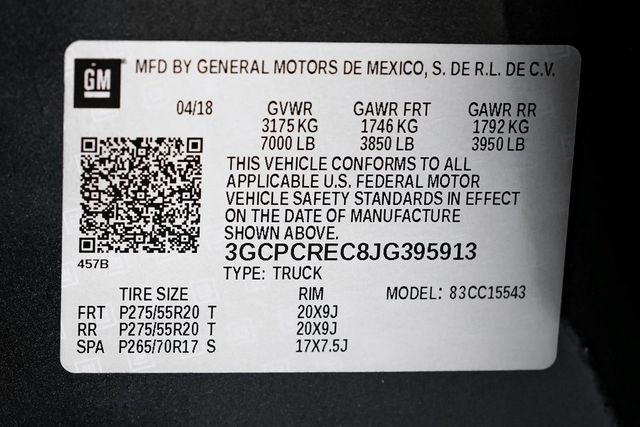 GM
MFD BY GENERAL MOTORS DE MEXICO, S. DE R.L. DE C.V.
04/18 GVWR GAWR FRT GAWR RR
3175 KG 1746 KG 1792 KG
7000 LB 3850 LB 3950 LB
THIS VEHICLE CONFORMS TO ALL
APPLICABLE U.S. FEDERAL MOTOR
VEHICLE SAFETY STANDARDS IN EFFECT
ON THE DATE OF MANUFACTURE
SHOWN ABOVE.
3GCPCREC8JG395913
457B
TYPE: TRUCK
TIRE SIZE RIM MODEL: 83CC15543
FRT P275/55R20 T 20X9J
RR P275/55R20 T 20X9J
SPA P265/70R17 S 17X7.5J